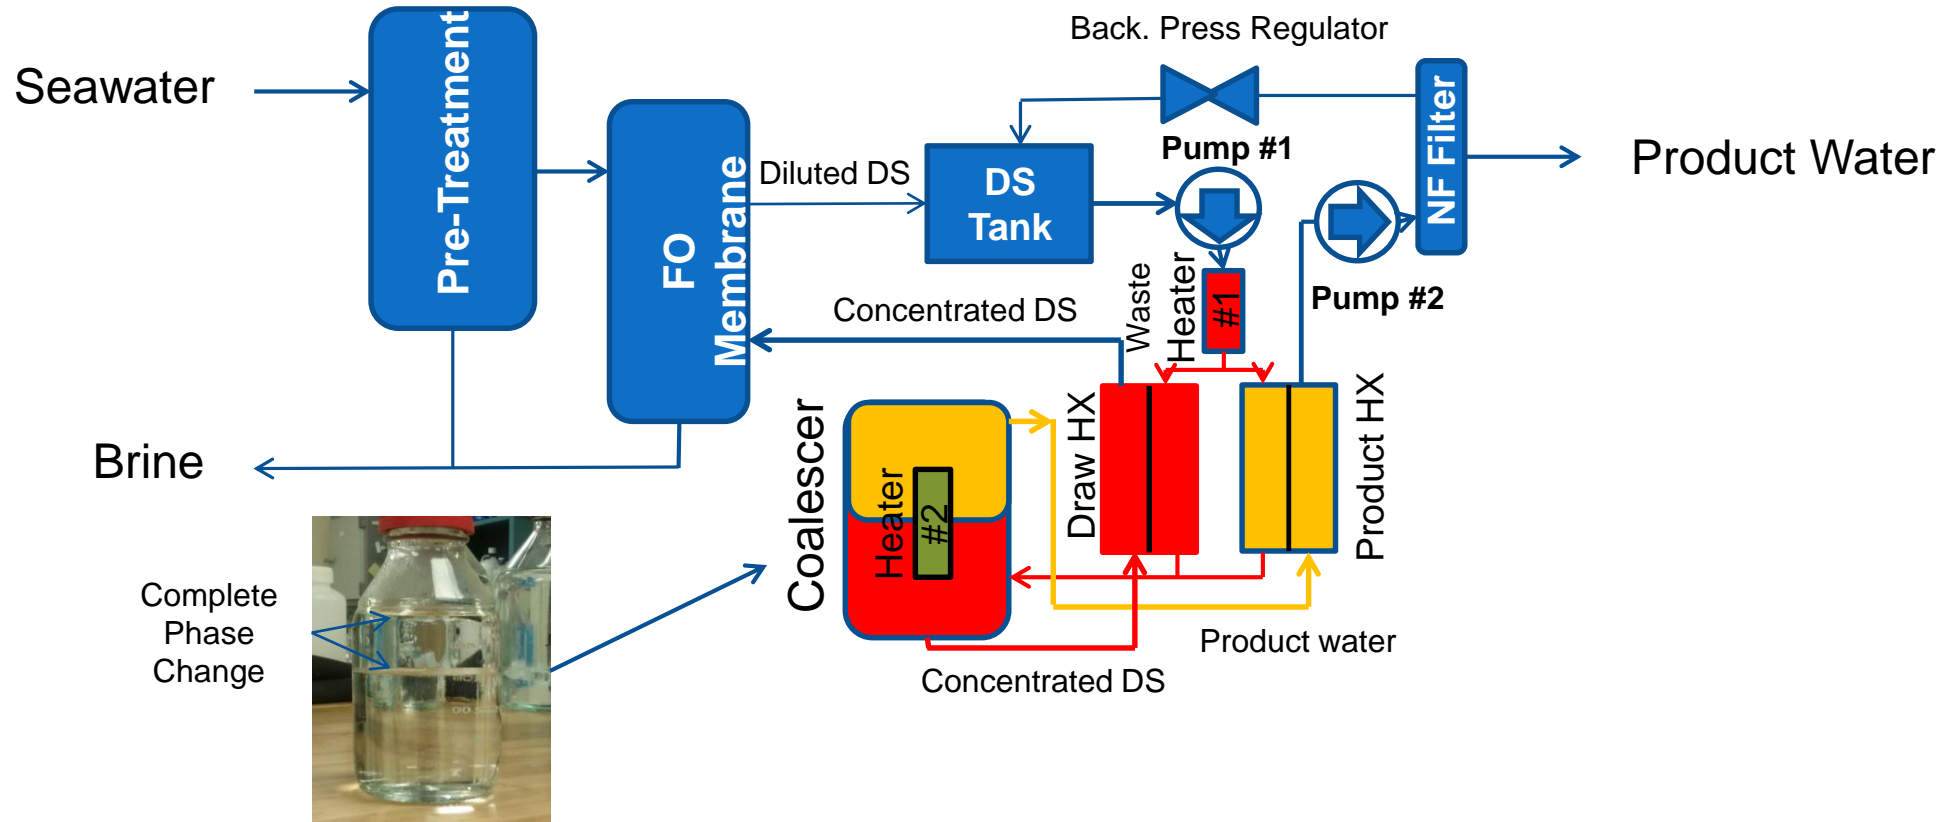 Back. Press Regulator
Seawater
Pre-Treatment
FO
Membrane
Diluted DS
DS
Tank
Pump #1
NF Filter
Product Water
Pump #2
Waste
Heater
#1
Concentrated DS
Draw HX
Product HX
Coalescer
Heater
#2
Brine
Complete
Phase
Change
Product water
Concentrated DS